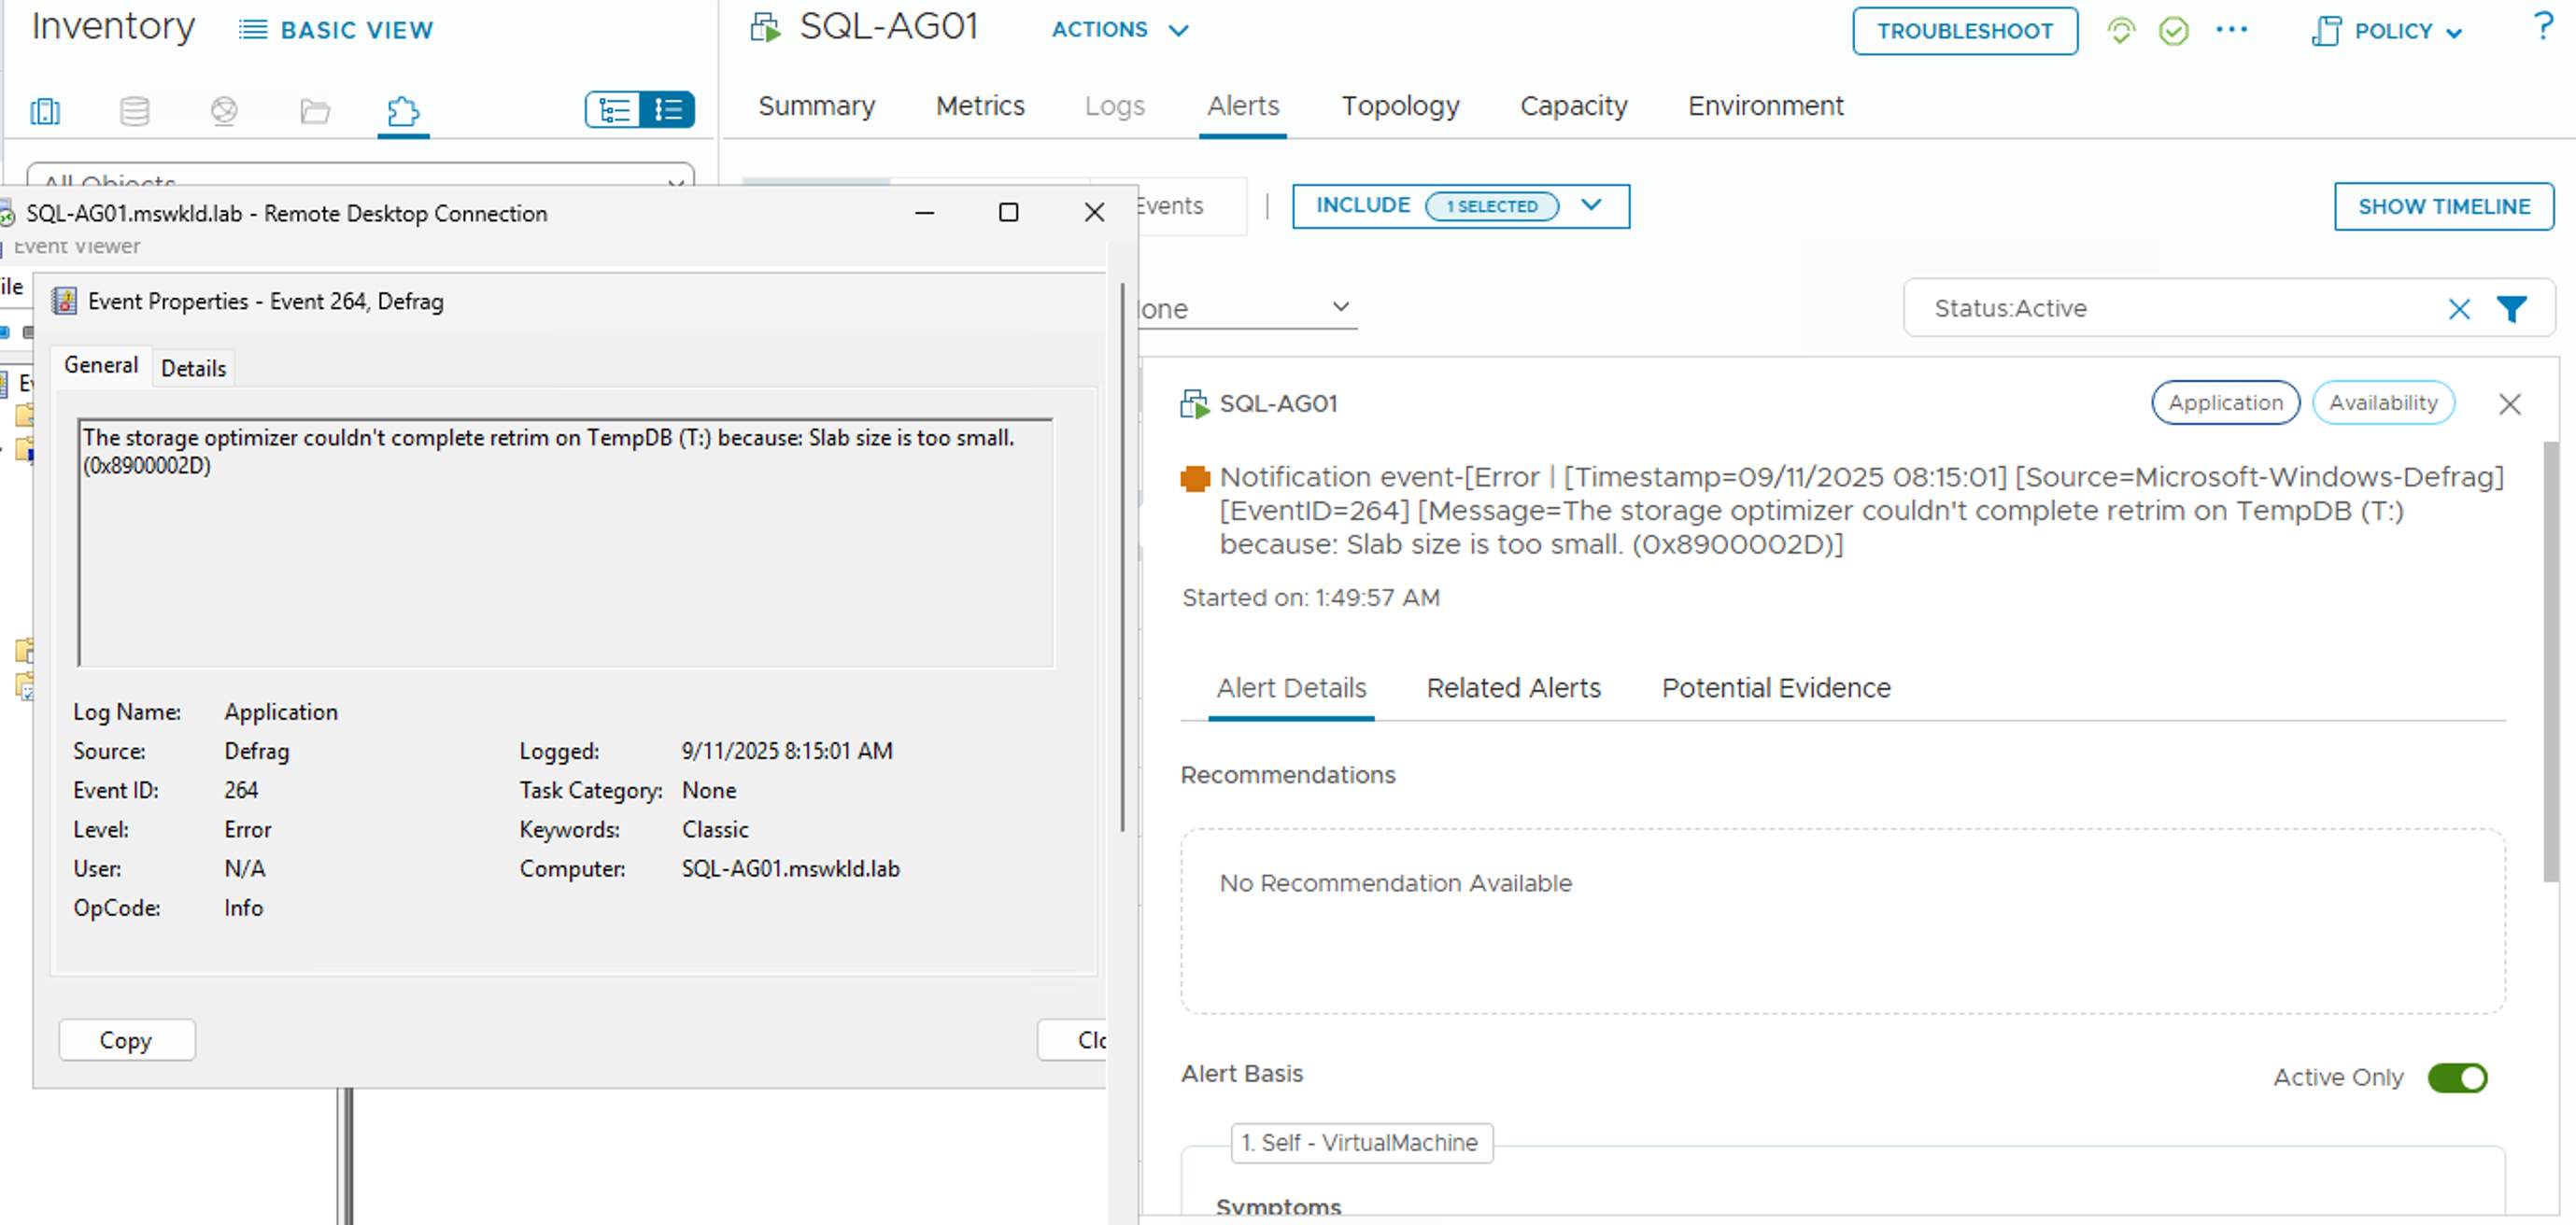 Inventory
BASIC VIEW
SQL-AG01
ACTIONS
TROUBLESHOOT
POLICY
?
Summary
Metrics
Logs
Alerts
Topology
Capacity
Environment
All Objects
Events
INCLUDE
1 SELECTED
SHOW TIMELINE
SQL-AG01.mswkld.lab - Remote Desktop Connection
Event Viewer
ile
Event Properties - Event 264, Defrag
General
Details
The storage optimizer couldn't complete retrim on TempDB (T:) because: Slab size is too small.
(0x8900002D)
Log Name: Application
Source: Defrag
Logged: 9/11/2025 8:15:01 AM
Event ID: 264
Task Category: None
Level: Error
Keywords: Classic
User: N/A
Computer: SQL-AG01.mswkld.lab
OpCode: Info
Copy
Clo
one
Status:Active
SQL-AG01
Application
Availability
Notification event-[Error | [Timestamp=09/11/2025 08:15:01] [Source=Microsoft-Windows-Defrag]
[EventID=264] [Message=The storage optimizer couldn't complete retrim on TempDB (T:)
because: Slab size is too small. (0x8900002D)]
Started on: 1:49:57 AM
Alert Details
Related Alerts
Potential Evidence
Recommendations
No Recommendation Available
Alert Basis
Active Only
1. Self - VirtualMachine
Symptoms